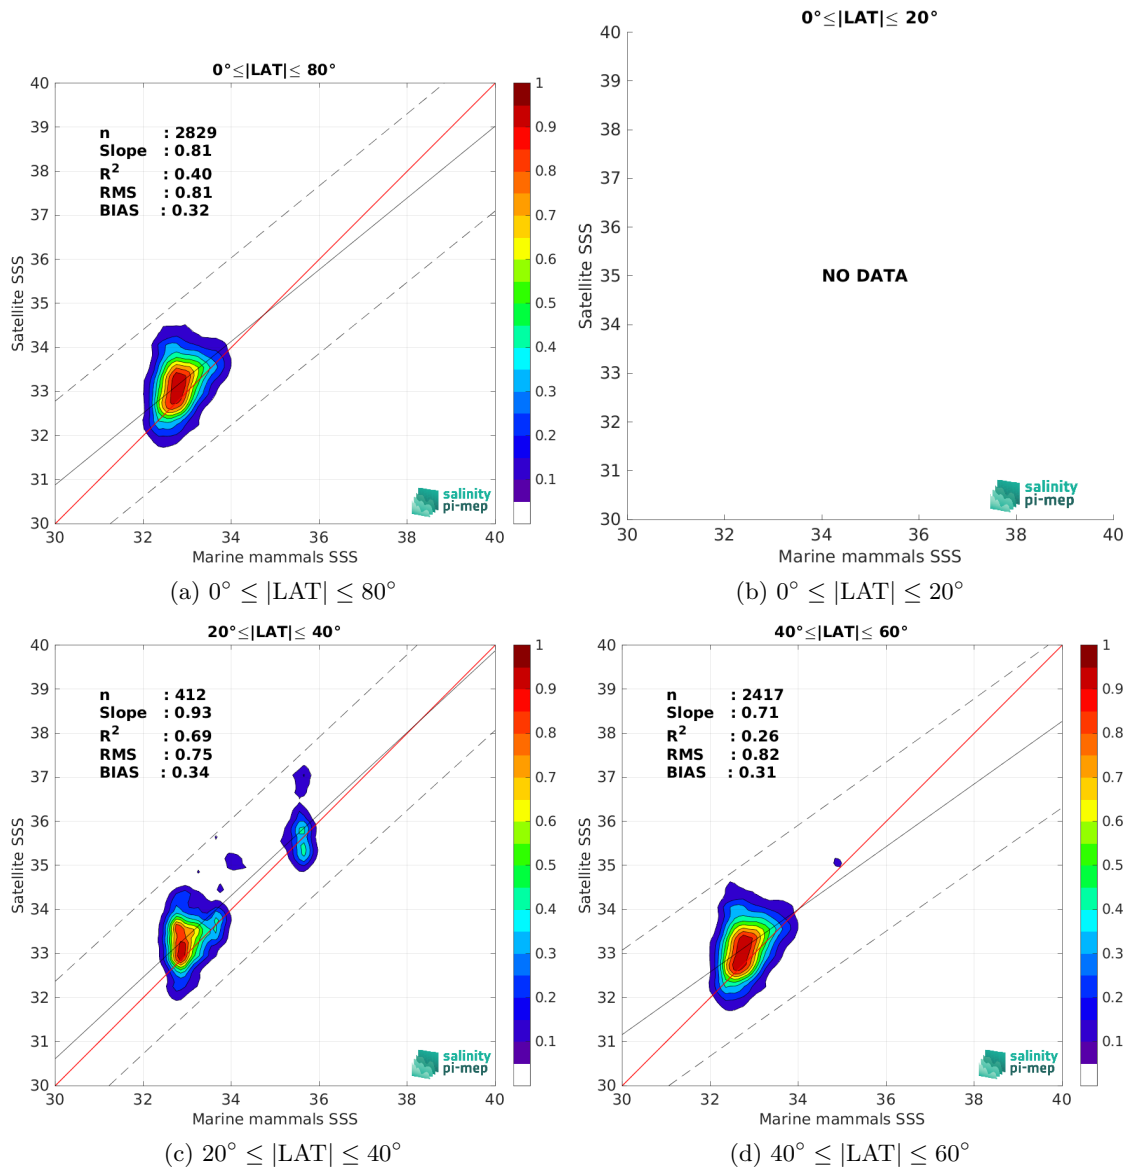 0°≤|LAT|≤ 80°
40
39
38
37
36
35
34
33
32
31
30
Satellite SSS
n : 2829
Slope : 0.81
R² : 0.40
RMS : 0.81
BIAS : 0.32
salinity
pi-mep
30 32 34 36 38 40
Marine mammals SSS
1
0.9
0.8
0.7
0.6
0.5
0.4
0.3
0.2
0.1
(a) 0° ≤ |LAT| ≤ 80°
0°≤|LAT|≤ 20°
40
39
38
37
36
35
34
33
32
31
30
Satellite SSS
NO DATA
salinity
pi-mep
30 32 34 36 38 40
Marine mammals SSS
(b) 0° ≤ |LAT| ≤ 20°
20°≤|LAT|≤ 40°
40
39
38
37
36
35
34
33
32
31
30
Satellite SSS
n : 412
Slope : 0.93
R² : 0.69
RMS : 0.75
BIAS : 0.34
salinity
pi-mep
30 32 34 36 38 40
Marine mammals SSS
1
0.9
0.8
0.7
0.6
0.5
0.4
0.3
0.2
0.1
(c) 20° ≤ |LAT| ≤ 40°
40°≤|LAT|≤ 60°
40
39
38
37
36
35
34
33
32
31
30
Satellite SSS
n : 2417
Slope : 0.71
R² : 0.26
RMS : 0.82
BIAS : 0.31
salinity
pi-mep
30 32 34 36 38 40
Marine mammals SSS
1
0.9
0.8
0.7
0.6
0.5
0.4
0.3
0.2
0.1
(d) 40° ≤ |LAT| ≤ 60°